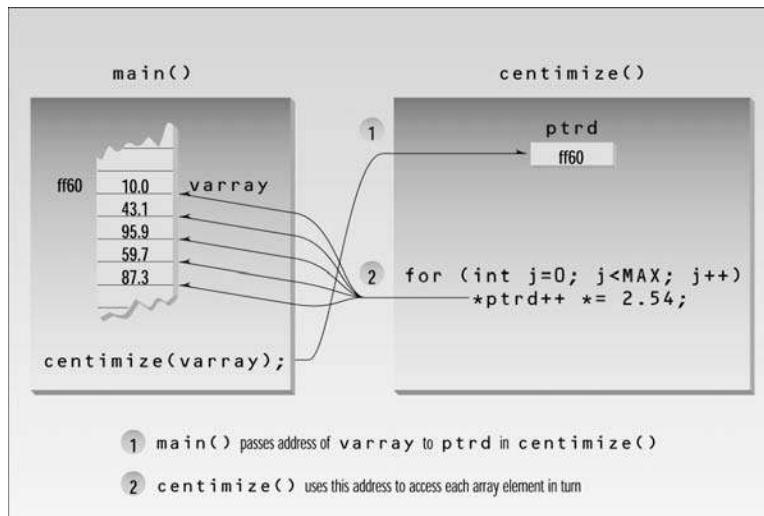 main()
centimize()
1
ptrd
ff60
ff60 10.0 varray
43.1
95.9
59.7
87.3
2 for (int j=0; j<MAX; j++)
*ptrd++ *= 2.54;
centimize(varray);
1 main() passes address of varray to ptrd in centimize()
2 centimize() uses this address to access each array element in turn